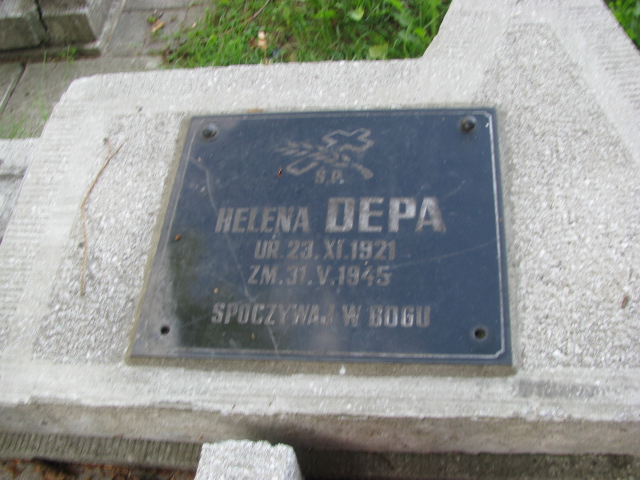 Ś.P.
HELENA DEPA
UR. 23.XI.1921
ZM. 31.V.1945
SPOCZYWAJ W BOGU